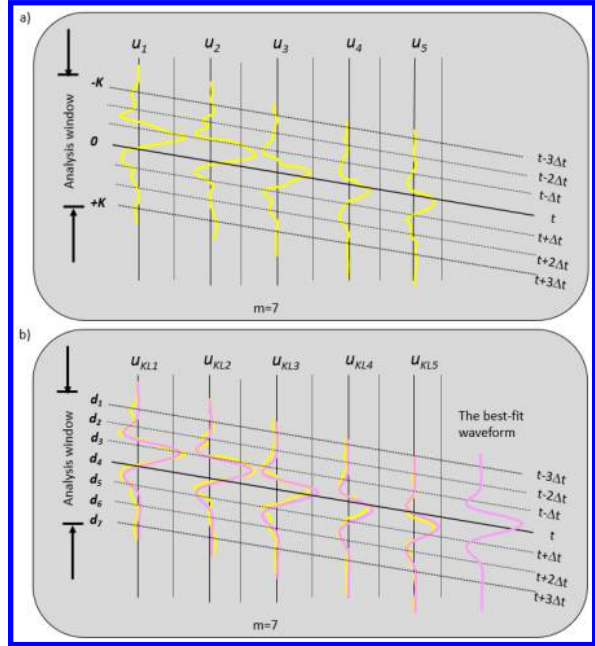 a)
u1 u2 u3 u4 u5
-K
Analysis window
0
+K
t-3Δt
t-2Δt
t-Δt
t
t+Δt
t+2Δt
t+3Δt
m=7
b)
uKL1 uKL2 uKL3 uKL4 uKL5
Analysis window
d1
d2
d3
d4
d5
d6
d7
The best-fit
waveform
t-3Δt
t-2Δt
t-Δt
t
t+Δt
t+2Δt
t+3Δt
m=7